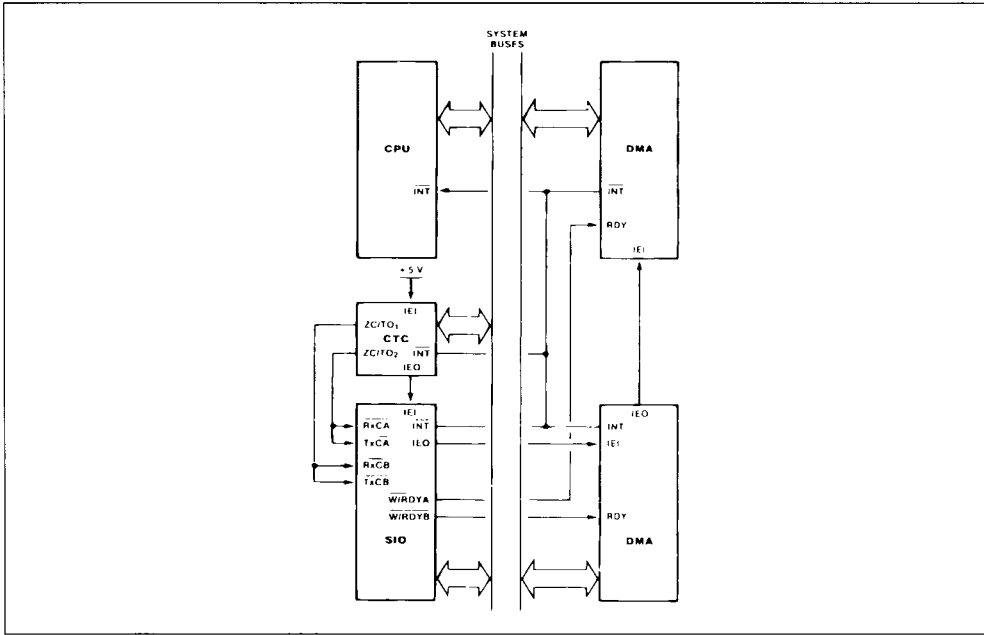 SYSTEM
BUSES
CPU
INT
DMA
INT
RDY
IEI
+5 V
IEI
ZC/TO1
CTC
ZC/TO2
INT
IEO
IEI
RxCA
INT
TxCA
IEO
RxCB
TxCB
W/RDYA
W/RDYB
SIO
IEO
INT
IEI
RDY
DMA